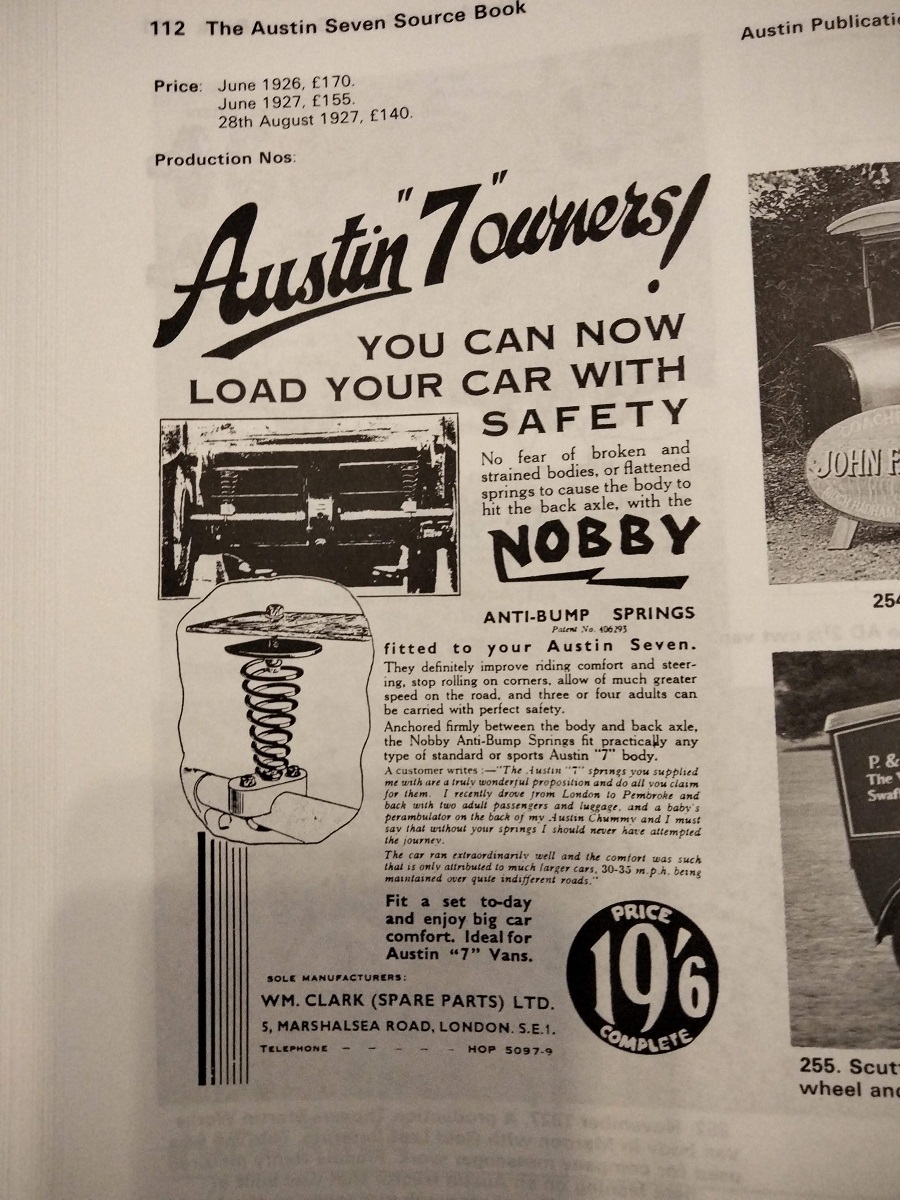 112 The Austin Seven Source Book
Austin Publicati
Price: June 1926, £170.
June 1927, £155.
28th August 1927, £140.
Production Nos:
Austin "7" owners!
YOU CAN NOW
LOAD YOUR CAR WITH
SAFETY
No fear of broken and
strained bodies, or flattened
springs to cause the body to
hit the back axle, with the
NOBBY
ANTI-BUMP SPRINGS
Patent No. 406293
fitted to your Austin Seven.
They definitely improve riding comfort and steer-
ing, stop rolling on corners, allow of much greater
speed on the road, and three or four adults can
be carried with perfect safety.
Anchored firmly between the body and back axle,
the Nobby Anti-Bump Springs fit practically any
type of standard or sports Austin "7" body.
A customer writes :—"The Austin "7" springs you supplied
me with are a truly wonderful proposition and do all you claim
for them. I recently drove from London to Pembroke and
back with two adult passengers and luggage, and a baby's
perambulator on the back of my Austin Chummy and I must
say that without your springs I should never have attempted
the journey.
The car ran extraordinarily well and the comfort was such
that is only attributed to much larger cars, 30-35 m.p.h. being
maintained over quite indifferent roads."
Fit a set to-day
and enjoy big car
comfort. Ideal for
Austin "7" Vans.
PRICE
19'6
COMPLETE
SOLE MANUFACTURERS:
WM. CLARK (SPARE PARTS) LTD.
5, MARSHALSEA ROAD, LONDON. S.E.1.
TELEPHONE – – – – – HOP 5097-9
JOHN F
254
P. &
The
Swaf
255. Scut
wheel and